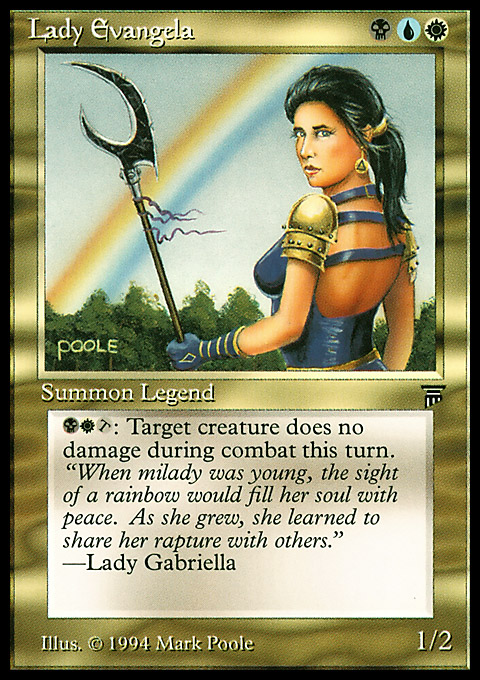 Lady Evangela
POOLE
Summon Legend
: Target creature does no
damage during combat this turn.
“When milady was young, the sight
of a rainbow would fill her soul with
peace. As she grew, she learned to
share her rapture with others.”
—Lady Gabriella
Illus. © 1994 Mark Poole
1/2